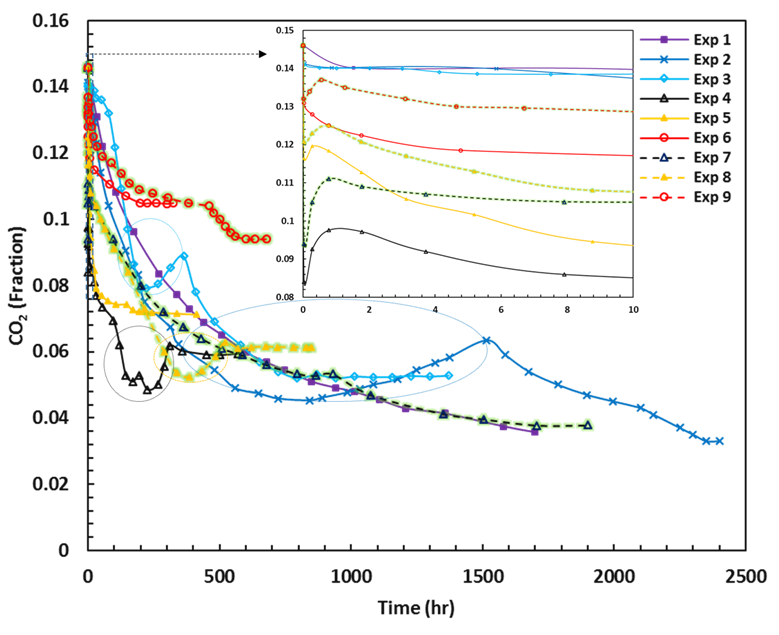 0.16
0.14
0.12
0.1
0.08
0.06
0.04
0.02
0
CO2 (Fraction)
0 500 1000 1500 2000 2500
Time (hr)
0.15
0.14
0.13
0.12
0.11
0.1
0.09
0.08
0 2 4 6 8 10
Exp 1
Exp 2
Exp 3
Exp 4
Exp 5
Exp 6
Exp 7
Exp 8
Exp 9